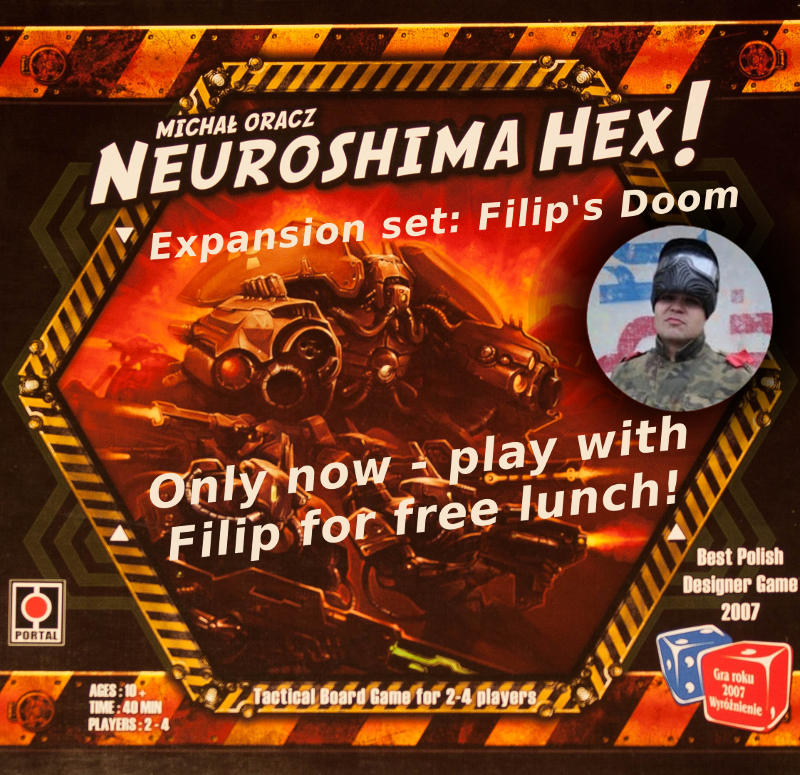 MICHAŁ ORACZ
NEUROSHIMA HEX!
Expansion set: Filip's Doom
Only now - play with
Filip for free lunch!
Best Polish
Designer Game
2007
PORTAL
Gra roku
2007
Wyróżnienie
AGES: 10 +
TIME: 40 MIN
PLAYERS: 2 - 4
Tactical Board Game for 2-4 players